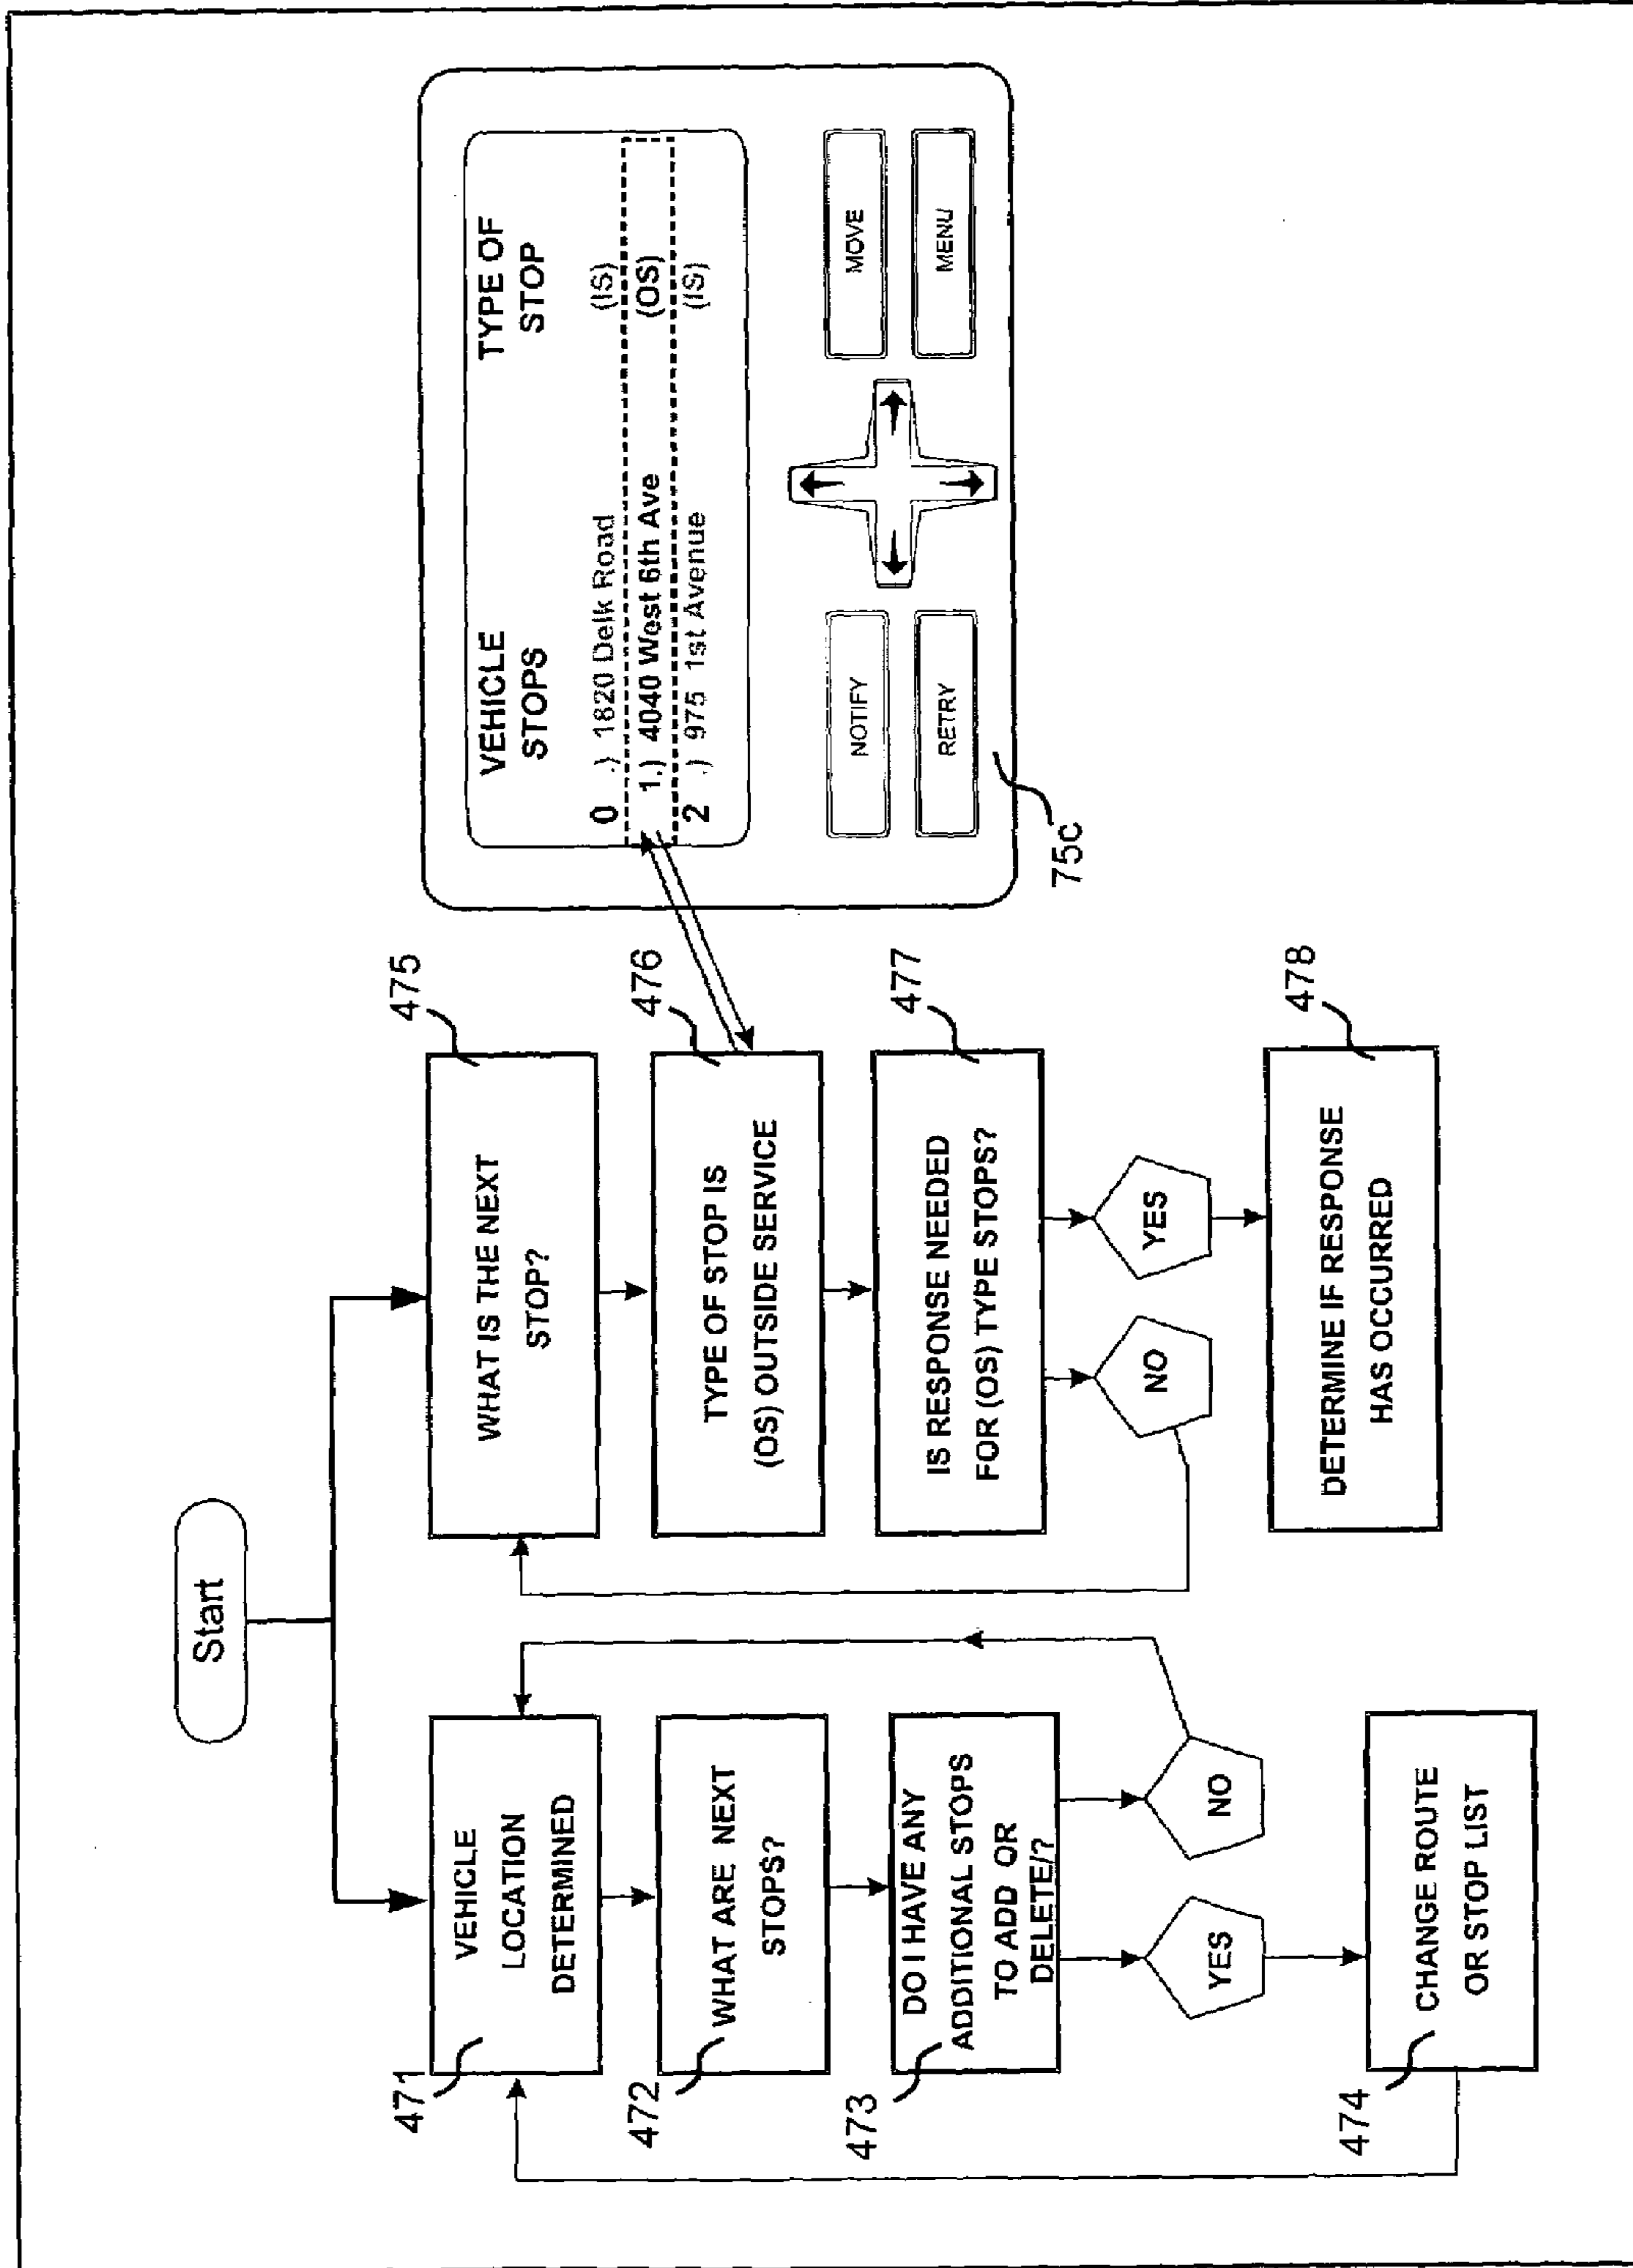 Start
471
VEHICLE
LOCATION
DETERMINED
472
WHAT ARE NEXT
STOPS?
473
DO I HAVE ANY
ADDITIONAL STOPS
TO ADD OR
DELETE/?
YES
NO
474
CHANGE ROUTE
OR STOP LIST
475
WHAT IS THE NEXT
STOP?
476
TYPE OF STOP IS
(OS) OUTSIDE SERVICE
477
IS RESPONSE NEEDED
FOR (OS) TYPE STOPS?
NO
YES
478
DETERMINE IF RESPONSE
HAS OCCURRED
VEHICLE
STOPS
TYPE OF
STOP
0 .) 1820 Delk Road (IS)
1.) 4040 West 6th Ave (OS)
2 .) 975 1st Avenue (IS)
NOTIFY
MOVE
RETRY
MENU
75c